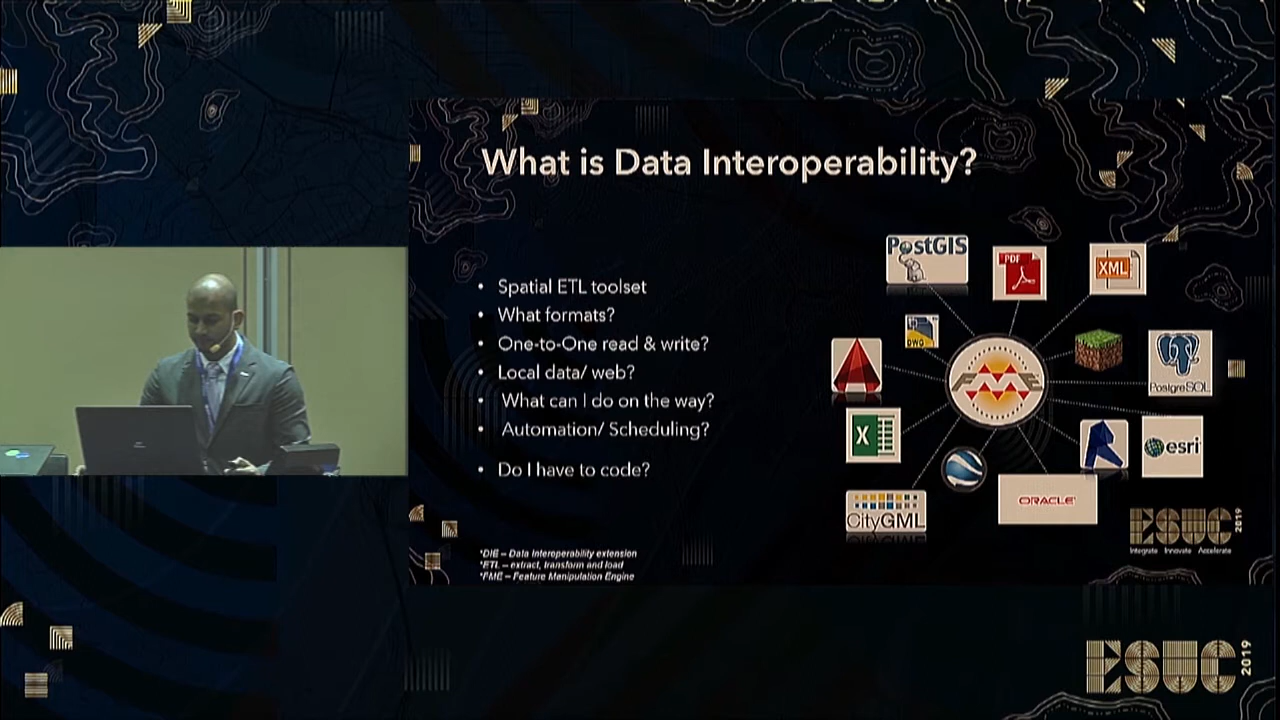 What is Data Interoperability?
• Spatial ETL toolset
• What formats?
• One-to-One read & write?
• Local data/ web?
What can I do on the way?
Automation/ Scheduling?
• Do I have to code?
*DIE – Data Interoperability extension
*ETL – extract, transform and load
*FME – Feature Manipulation Engine
PostGIS
PDF
XML
DWG
FME
PostgreSQL
X
esri
ORACLE
CityGML
ESUC 2019
Integrate Innovate Accelerate
ESUC 2019